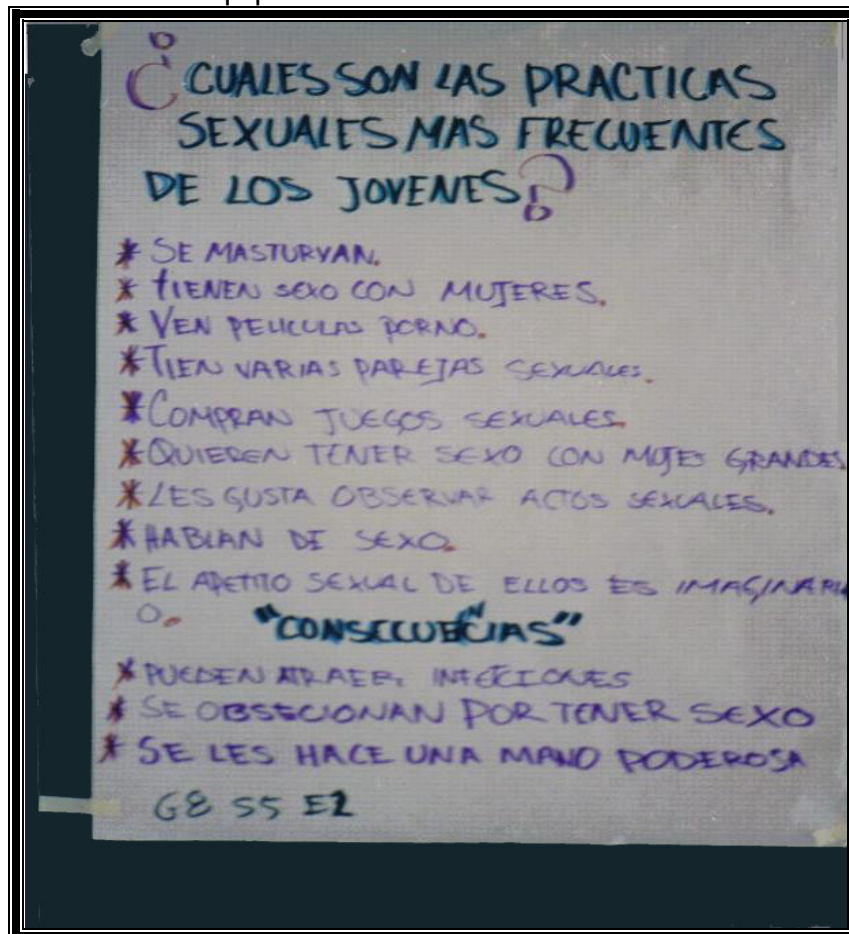 ¿CUALES SON LAS PRACTICAS
SEXUALES MAS FRECUENTES
DE LOS JOVENES?
* SE MASTURVAN.
* TIENEN SEXO CON MUJERES.
* VEN PELICULAS PORNO.
* TIEN VARIAS PAREJAS SEXUALES.
* COMPRAN JUEGOS SEXUALES.
* QUIEREN TENER SEXO CON MUJES GRANDES
* LES GUSTA OBSERVAR ACTOS SEXUALES.
* HABLAN DE SEXO.
* EL APETITO SEXUAL DE ELLOS ES IMAGINARI
O.
"CONSECUECIAS"
* PUEDEN ATRAER, INFECCIONES
* SE OBSECIONAN POR TENER SEXO
* SE LES HACE UNA MANO PODEROSA
G8 S5 E2